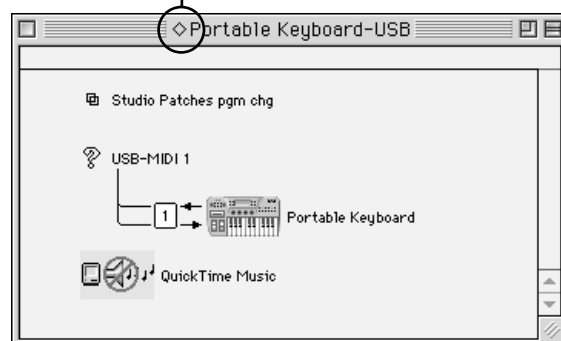 ◇Portable Keyboard-USB
Studio Patches pgm chg
USB-MIDI 1
1
Portable Keyboard
QuickTime Music